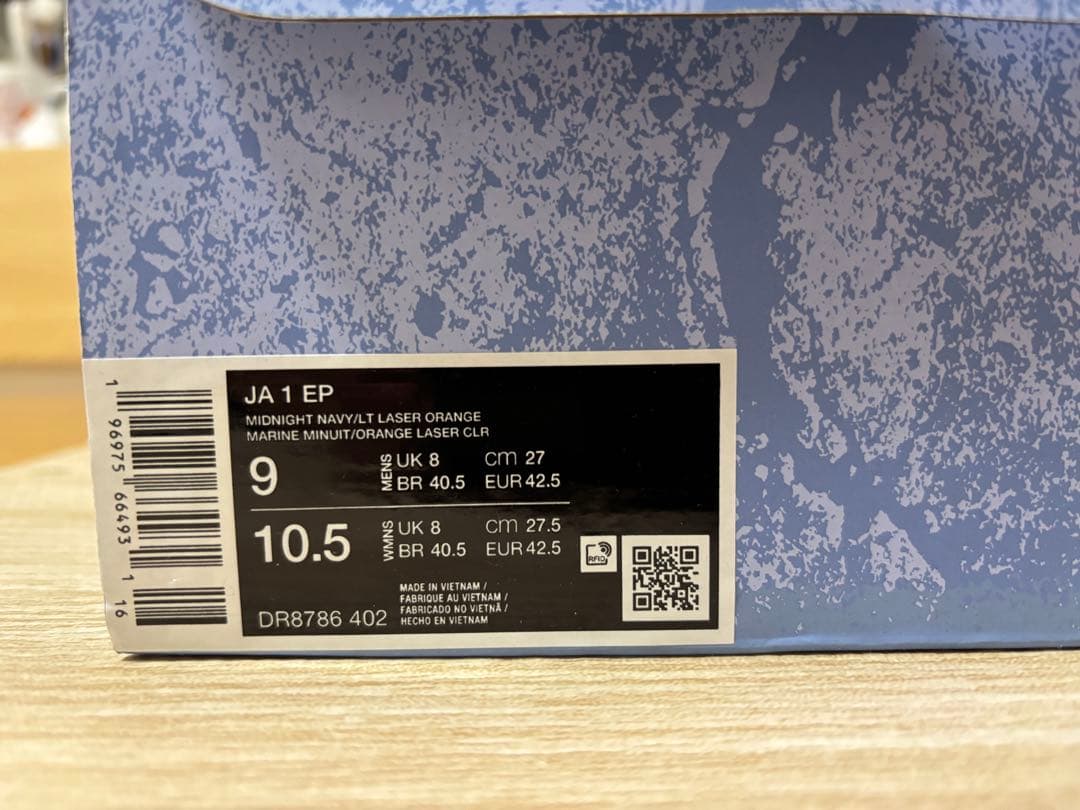 JA 1 EP
MIDNIGHT NAVY/LT LASER ORANGE
MARINE MINUIT/ORANGE LASER CLR
9 MENS UK 8 cm 27
BR 40.5 EUR 42.5
10.5 WMNS UK 8 cm 27.5
BR 40.5 EUR 42.5
MADE IN VIETNAM /
FABRIQUE AU VIETNAM /
FABRICADO NO VIETNÃ /
HECHO EN VIETNAM
DR8786 402
RFID
1 96975 66493 1 16